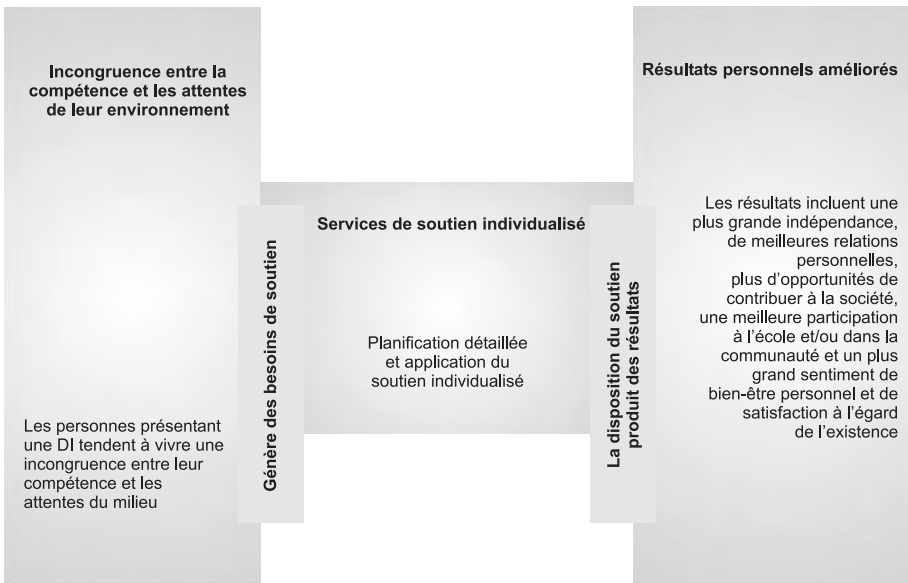 Incongruence entre la
compétence et les attentes
de leur environnement
Les personnes présentant
une DI tendent à vivre une
incongruence entre leur
compétence et les
attentes du milieu
Génère des besoins de soutien
Services de soutien individualisé
Planification détaillée
et application du
soutien individualisé
La disposition du soutien
produit des résultats
Résultats personnels améliorés
Les résultats incluent une
plus grande indépendance,
de meilleures relations
personnelles,
plus d'opportunités de
contribuer à la société,
une meilleure participation
à l'école et/ou dans la
communauté et un plus
grand sentiment de
bien-être personnel et de
satisfaction à l'égard
de l'existence